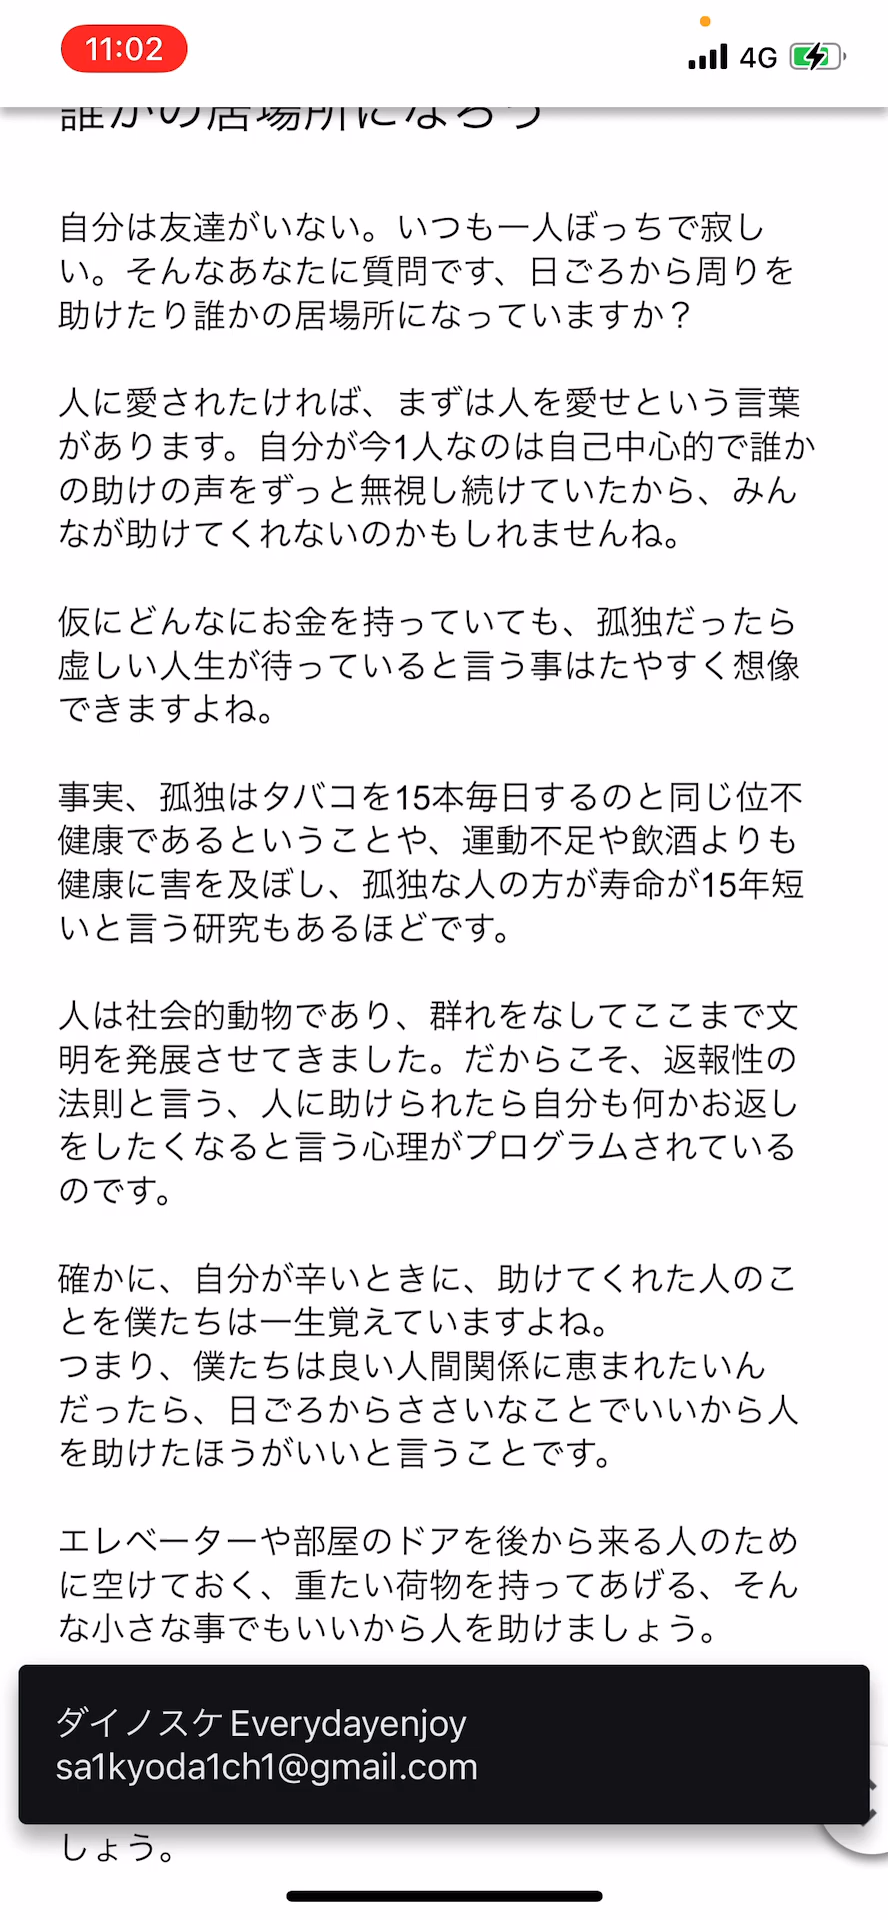 11:02
4G
誰かの居場所になろう
自分は友達がいない。いつも一人ぼっちで寂し
い。そんなあなたに質問です、日ごろから周りを
助けたり誰かの居場所になっていますか？
人に愛されたければ、まずは人を愛せという言葉
があります。自分が今1人なのは自己中心的で誰か
の助けの声をずっと無視し続けていたから、みん
なが助けてくれないのかもしれませんね。
仮にどんなにお金を持っていても、孤独だったら
虚しい人生が待っていると言う事はたやすく想像
できますよね。
事実、孤独はタバコを15本毎日するのと同じ位不
健康であるということや、運動不足や飲酒よりも
健康に害を及ぼし、孤独な人の方が寿命が15年短
いと言う研究もあるほどです。
人は社会的動物であり、群れをなしてここまで文
明を発展させてきました。だからこそ、返報性の
法則と言う、人に助けられたら自分も何かお返し
をしたくなると言う心理がプログラムされている
のです。
確かに、自分が辛いときに、助けてくれた人のこ
とを僕たちは一生覚えていますよね。
つまり、僕たちは良い人間関係に恵まれたいん
だったら、日ごろからささいなことでいいから人
を助けたほうがいいと言うことです。
エレベーターや部屋のドアを後から来る人のため
に空けておく、重たい荷物を持ってあげる、そん
な小さな事でもいいから人を助けましょう。
ダイノスケEverydayenjoy
sa1kyoda1ch1@gmail.com
しょう。